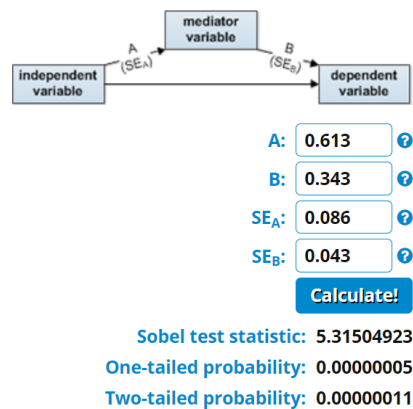 mediator
variable
A
(SEA)
B
(SEB)
independent
variable
dependent
variable
A: 0.613 ?
B: 0.343 ?
SEA: 0.086 ?
SEB: 0.043 ?
Calculate!
Sobel test statistic: 5.31504923
One-tailed probability: 0.00000005
Two-tailed probability: 0.00000011